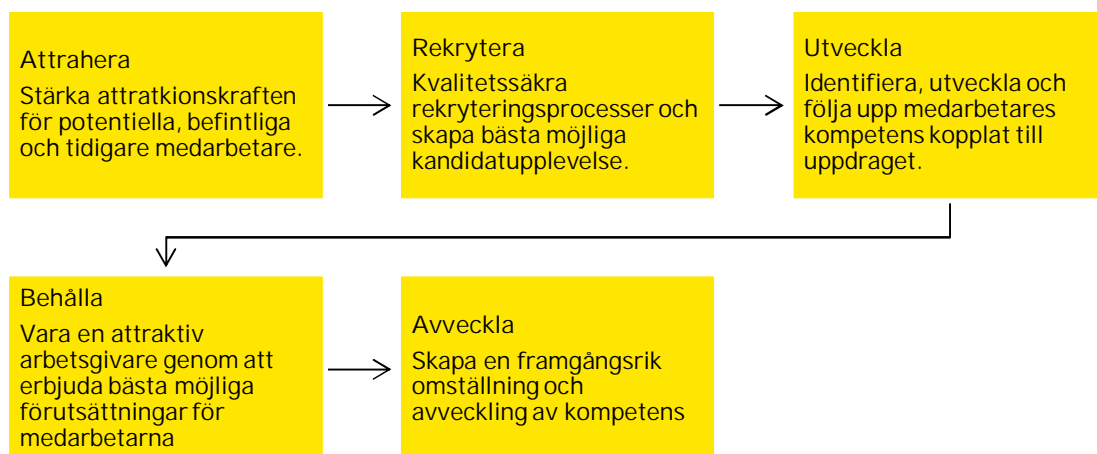 Attrahera
Stärka attratkionskraften
för potentiella, befintliga
och tidigare medarbetare.
Rekrytera
Kvalitetssäkra
rekryteringsprocesser och
skapa bästa möjliga
kandidatupplevelse.
Utveckla
Identifiera, utveckla och
följa upp medarbetares
kompetens kopplat till
uppdraget.
Behålla
Vara en attraktiv
arbetsgivare genom att
erbjuda bästa möjliga
förutsättningar för
medarbetarna
Avveckla
Skapa en framgångsrik
omställning och
avveckling av kompetens